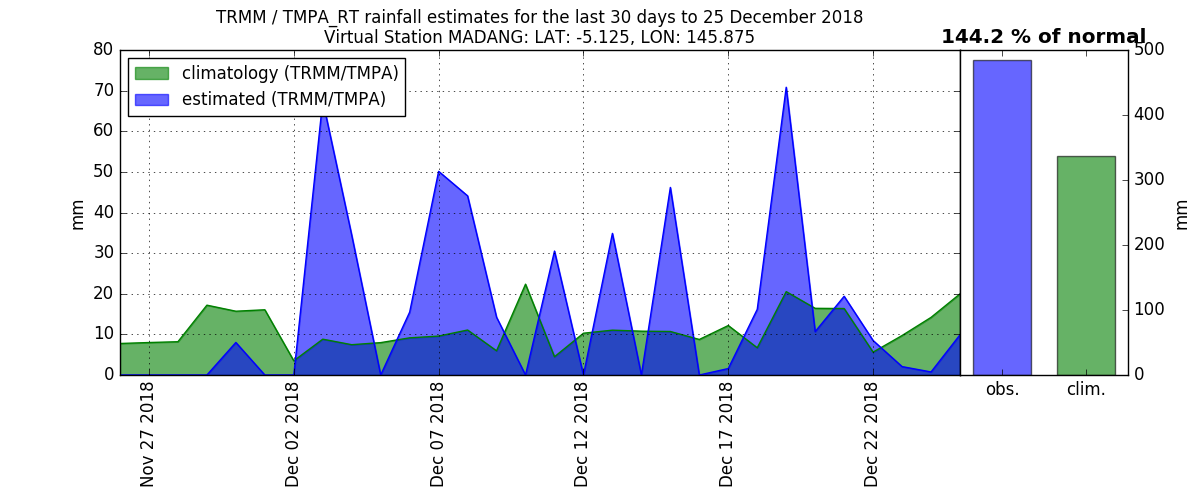 TRMM / TMPA_RT rainfall estimates for the last 30 days to 25 December 2018
Virtual Station MADANG: LAT: -5.125, LON: 145.875
144.2 % of normal
climatology (TRMM/TMPA)
estimated (TRMM/TMPA)
80
70
60
50
40
30
20
10
0
mm
500
400
300
200
100
0
mm
obs.
clim.
Nov 27 2018
Dec 02 2018
Dec 07 2018
Dec 12 2018
Dec 17 2018
Dec 22 2018